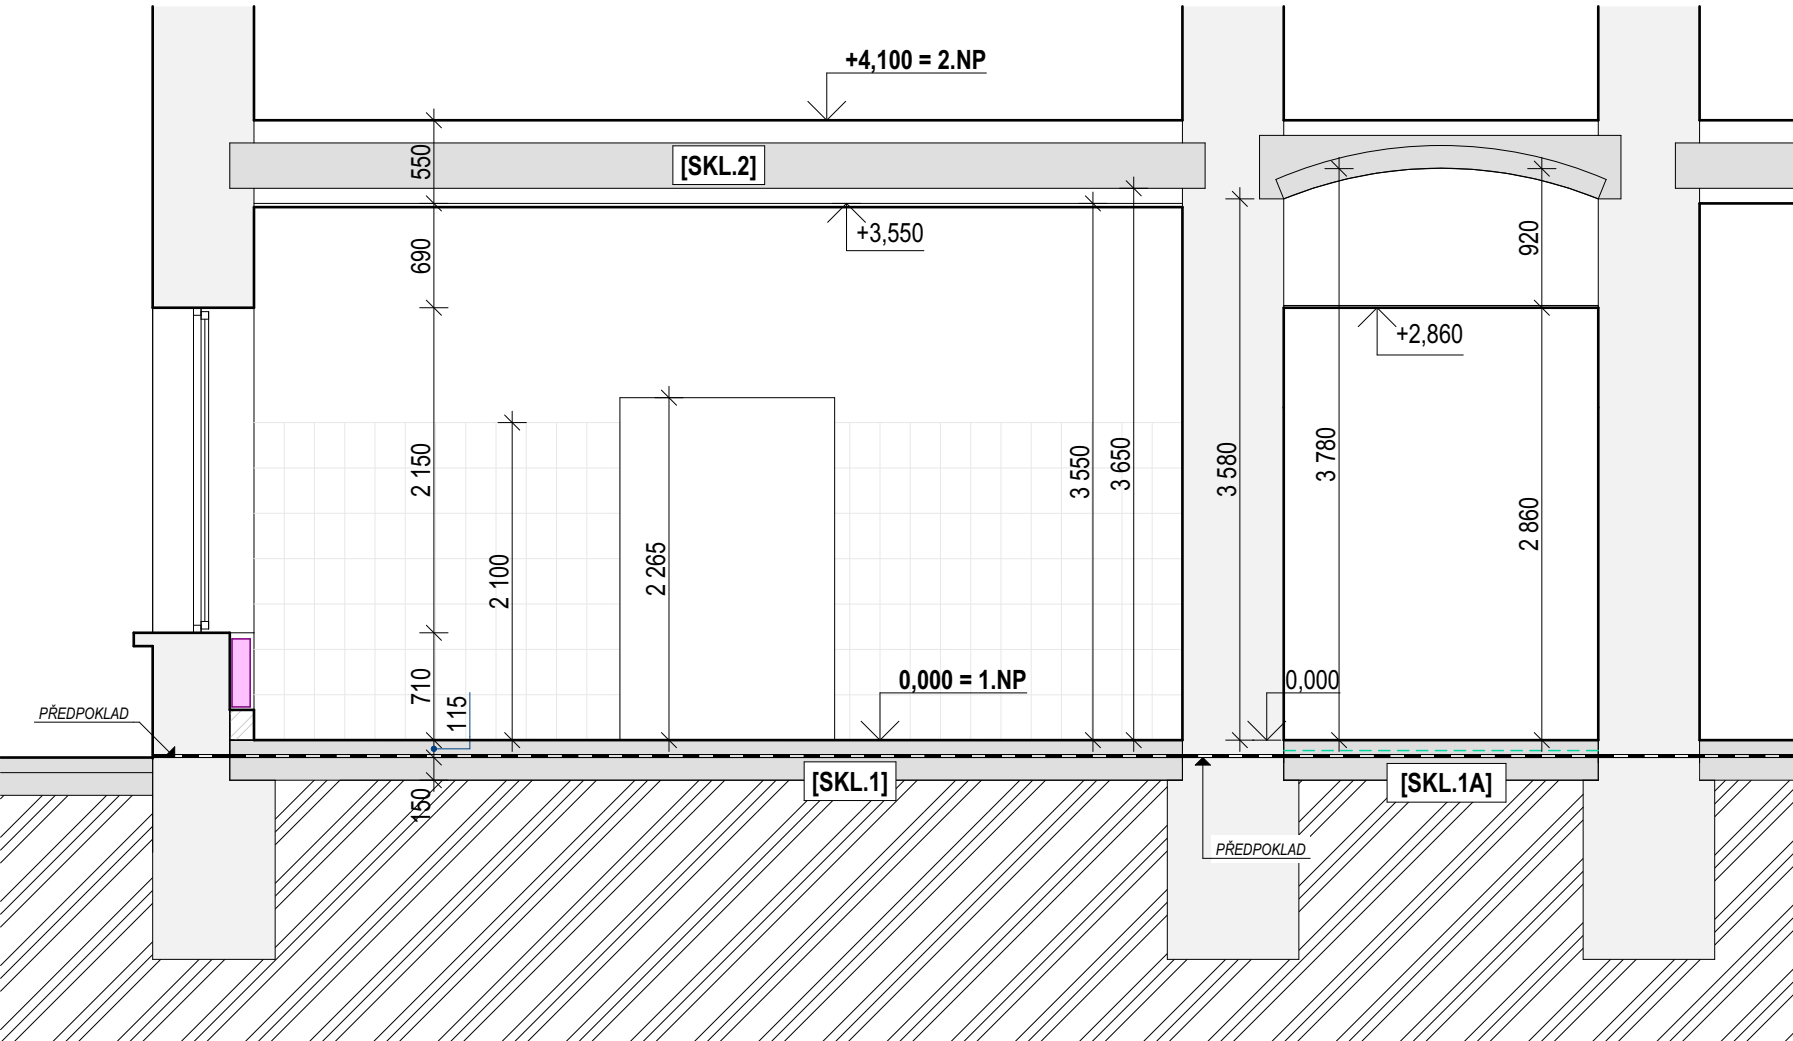 +4,100 = 2.NP
550
[SKL.2]
+3,550
690
920
+2,860
2 150
3 550
3 650
3 580
3 780
2 860
2 100
2 265
710
115
0,000 = 1.NP
0,000
PŘEDPOKLAD
150
[SKL.1]
[SKL.1A]
PŘEDPOKLAD